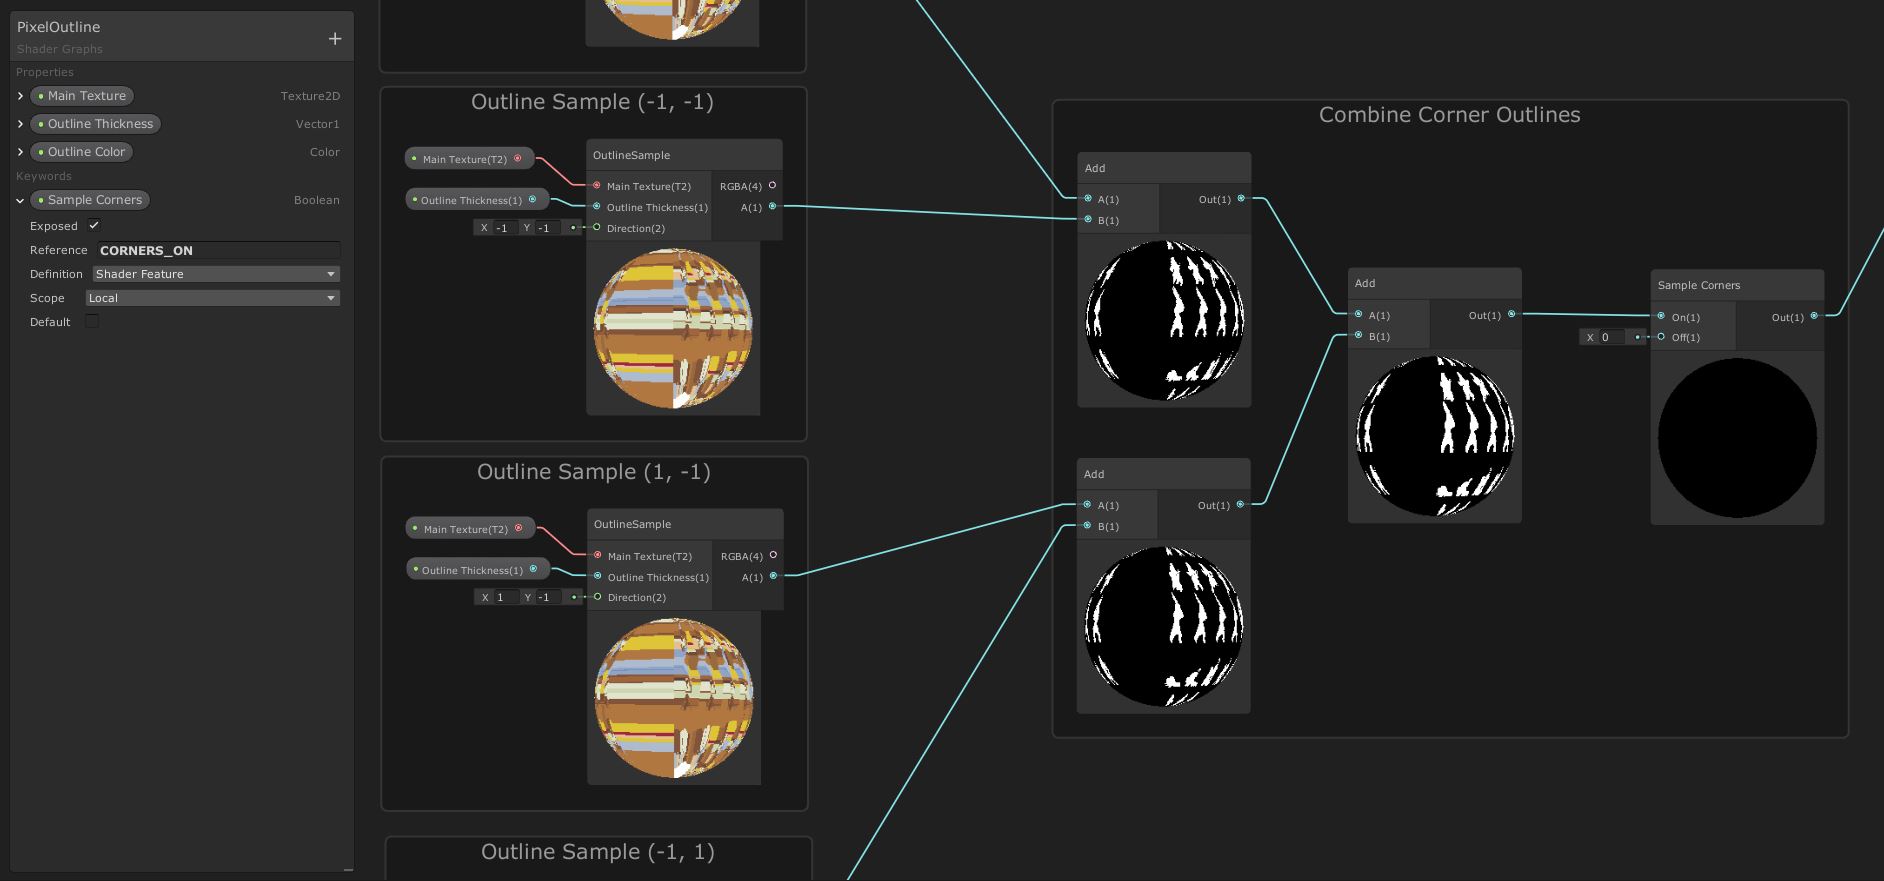 PixelOutline
Shader Graphs
Properties
Main Texture Texture2D
Outline Thickness Vector1
Outline Color Color
Keywords
Sample Corners Boolean
Exposed
Reference CORNERS_ON
Definition Shader Feature
Scope Local
Default
Outline Sample (-1, -1)
Main Texture(T2)
Outline Thickness(1)
X -1 Y -1
OutlineSample
Main Texture(T2) RGBA(4)
Outline Thickness(1) A(1)
Direction(2)
Outline Sample (1, -1)
Main Texture(T2)
Outline Thickness(1)
X 1 Y -1
OutlineSample
Main Texture(T2) RGBA(4)
Outline Thickness(1) A(1)
Direction(2)
Outline Sample (-1, 1)
Combine Corner Outlines
Add
A(1) Out(1)
B(1)
Add
A(1) Out(1)
B(1)
Add
A(1) Out(1)
B(1)
Sample Corners
On(1) Out(1)
X 0 Off(1)